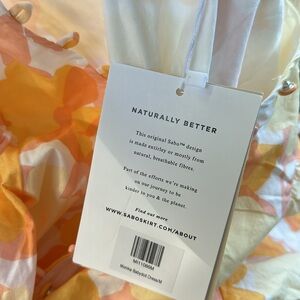 NATURALLY BETTER
This original Sabo™ design
is made entirley or mostly from
natural, breathable fibres.
Part of the efforts we're making
on our journey to be
kinder to you & the planet.
Find out more
WWW.SABOSKIRT.COM/ABOUT